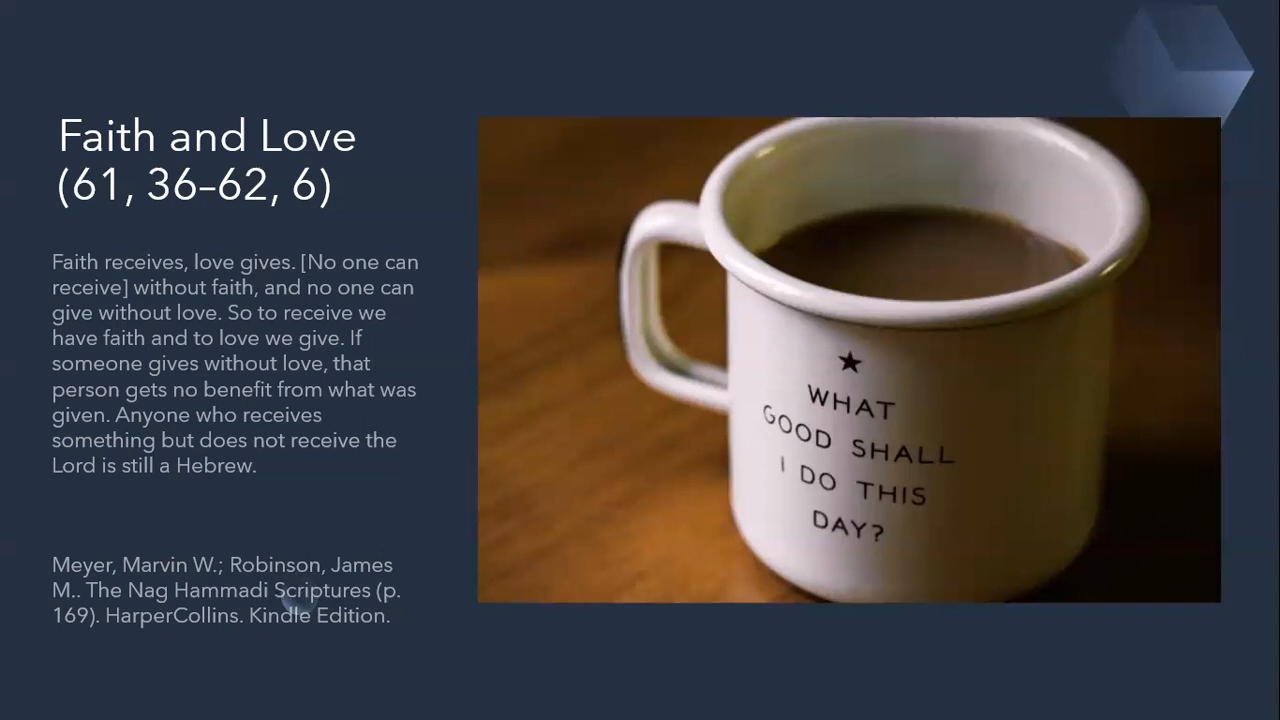 Faith and Love
(61, 36–62, 6)
Faith receives, love gives. [No one can
receive] without faith, and no one can
give without love. So to receive we
have faith and to love we give. If
someone gives without love, that
person gets no benefit from what was
given. Anyone who receives
something but does not receive the
Lord is still a Hebrew.
Meyer, Marvin W.; Robinson, James
M.. The Nag Hammadi Scriptures (p.
169). HarperCollins. Kindle Edition.
★
WHAT
GOOD SHALL
I DO THIS
DAY?